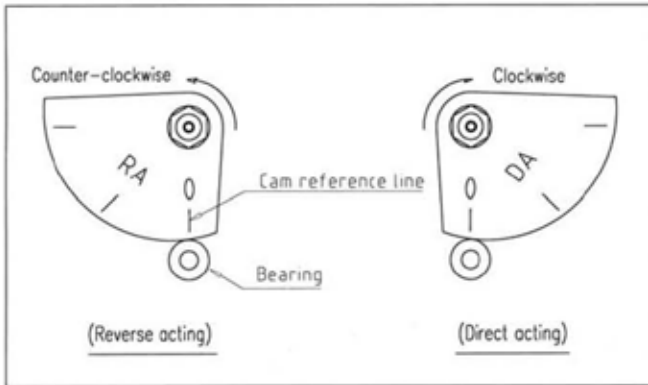 Counter-clockwise
Clockwise
RA
DA
0
0
Cam reference line
Bearing
(Reverse acting)
(Direct acting)